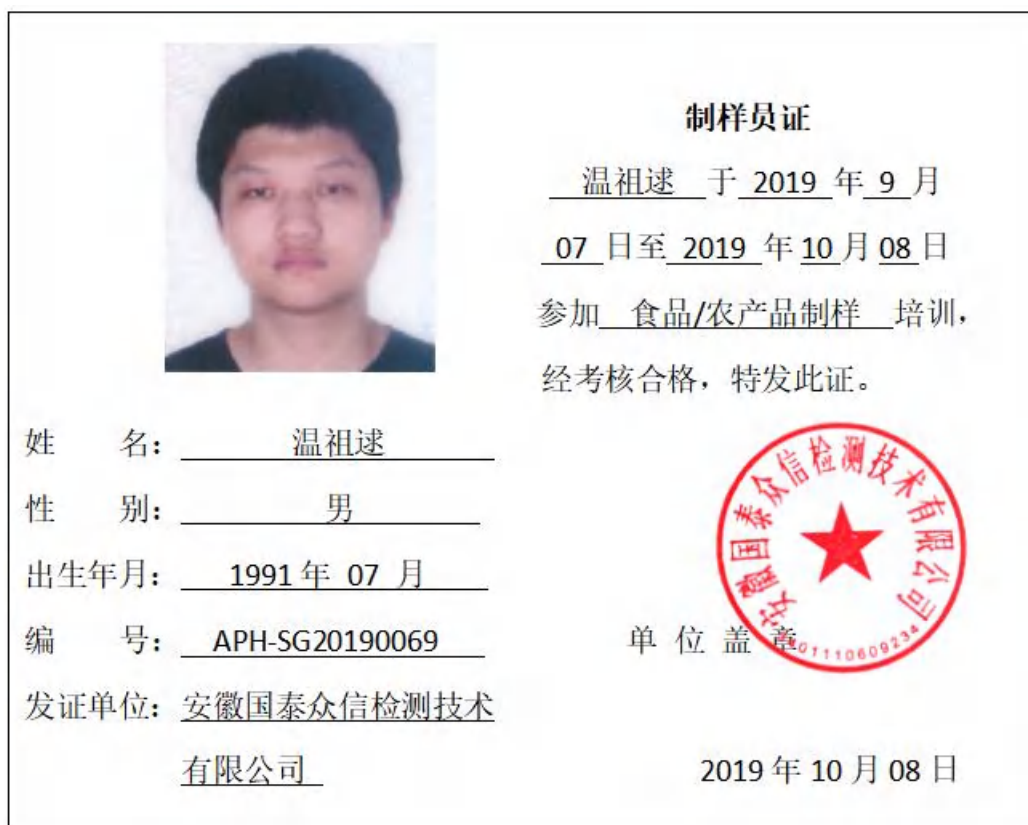 制样员证
温祖逑 于 2019 年 9 月
07 日至 2019 年 10 月 08 日
参加 食品/农产品制样 培训，
经考核合格，特发此证。
姓 名： 温祖逑
性 别： 男
出生年月： 1991 年 07 月
编 号： APH-SG20190069
发证单位：安徽国泰众信检测技术
有限公司
安徽国泰众信检测技术有限公司
单 位 盖 章
2019 年 10 月 08 日